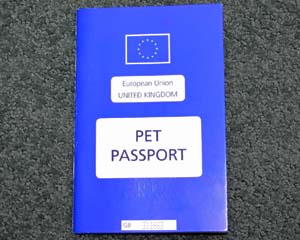 European Union
UNITED KINGDOM
PET
PASSPORT
GB